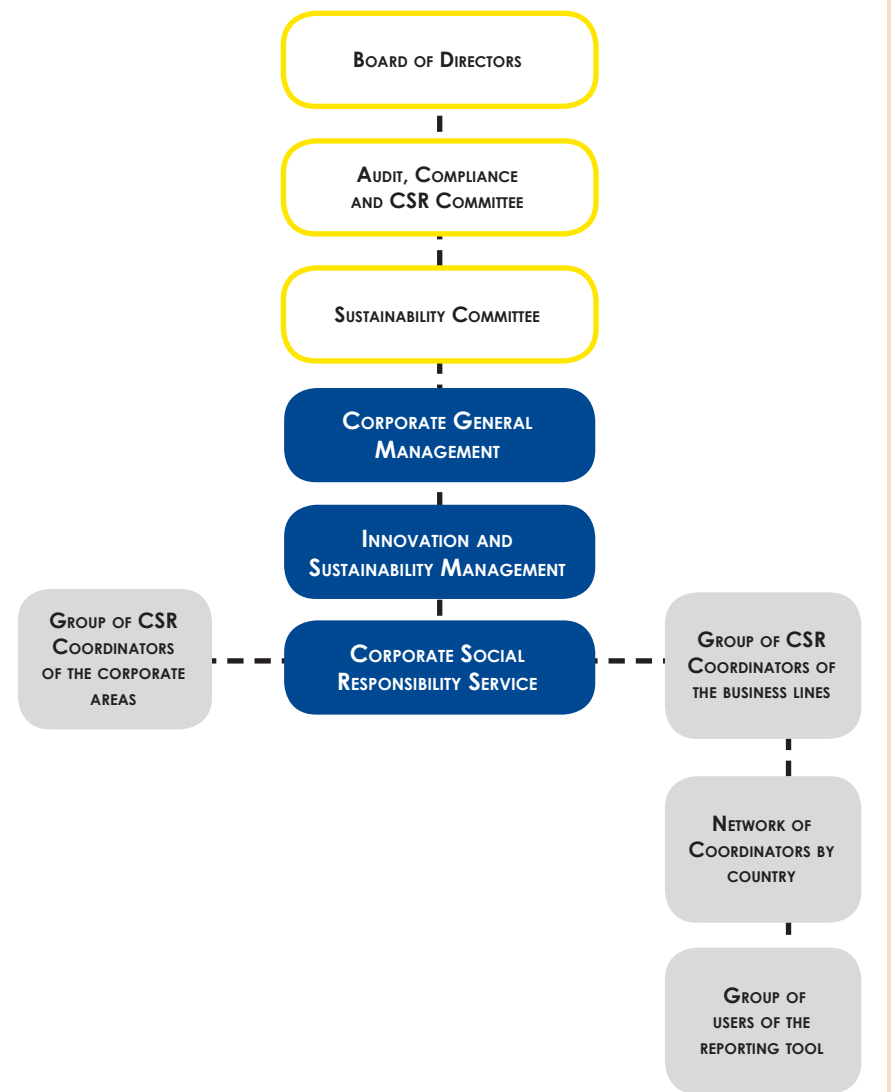 Board of Directors
Audit, Compliance
and CSR Committee
Sustainability Committee
Corporate General
Management
Innovation and
Sustainability Management
Corporate Social
Responsibility Service
Group of CSR
Coordinators
of the corporate
areas
Group of CSR
Coordinators of
the business lines
Network of
Coordinators by
country
Group of
users of the
reporting tool